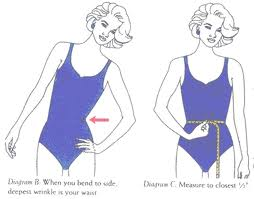 Diagram B. When you bend to side,
deepest wrinkle is your waist
Diagram C. Measure to closest ½"